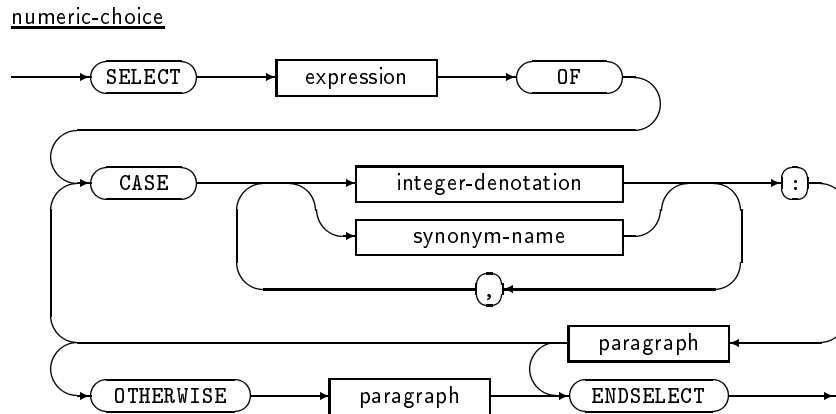 numeric-choice
SELECT expression OF
CASE integer-denotation :
synonym-name
,
paragraph
OTHERWISE paragraph ENDSELECT